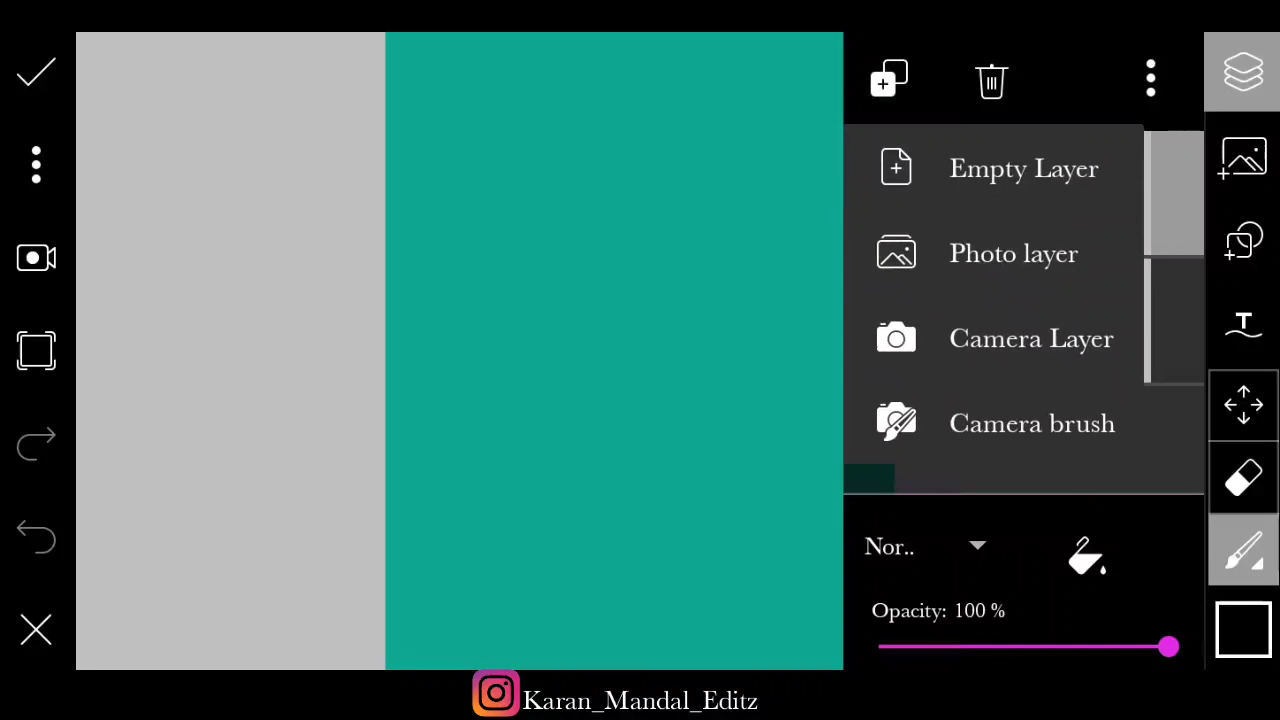 Empty Layer
Photo layer
Camera Layer
Camera brush
Nor..
Opacity: 100 %
T
Karan_Mandal_Editz